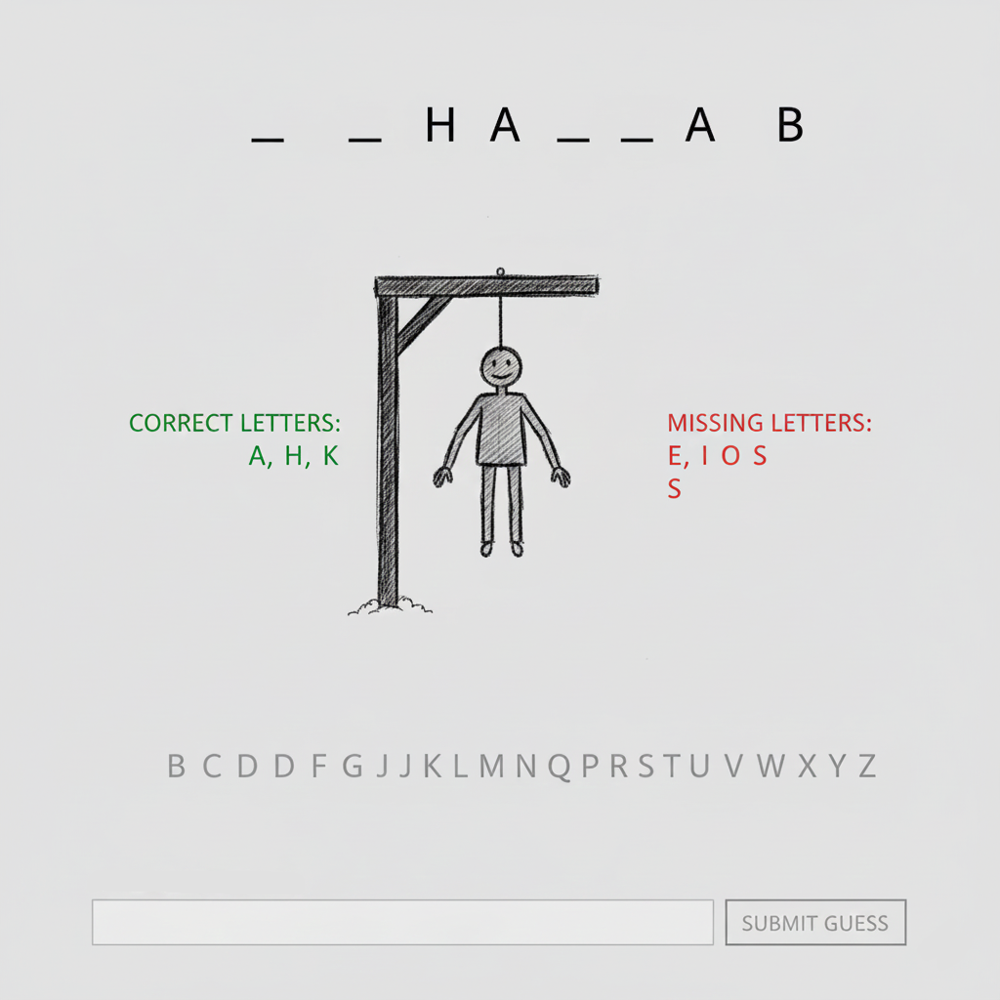 _ _ H A _ _ A B
CORRECT LETTERS:
A, H, K
MISSING LETTERS:
E, I O S
S
B C D D F G J J K L M N Q P R S T U V W X Y Z
SUBMIT GUESS